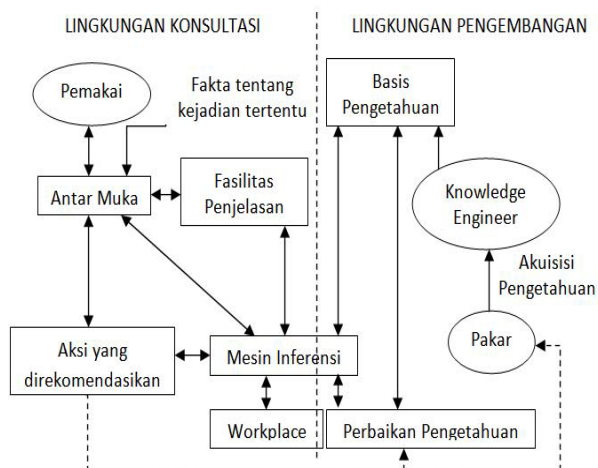 LINGKUNGAN KONSULTASI
LINGKUNGAN PENGEMBANGAN
Pemakai
Fakta tentang
kejadian tertentu
Basis
Pengetahuan
Antar Muka
Fasilitas
Penjelasan
Knowledge
Engineer
Akuisisi
Pengetahuan
Aksi yang
direkomendasikan
Mesin Inferensi
Pakar
Workplace
Perbaikan Pengetahuan